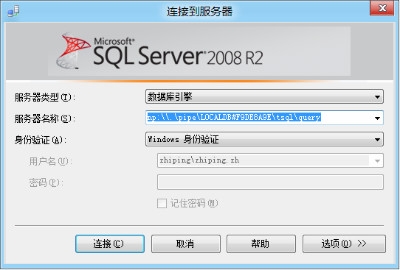 连接到服务器
Microsoft
SQL Server 2008 R2
服务器类型(T): 数据库引擎
服务器名称(S): np:\\.\pipe\LOCALDB#F9DE8A9E\tsql\query
身份验证(A): Windows 身份验证
用户名(U): zhiping\zhiping.zh
密码(P):
记住密码(M)
连接(C) 取消 帮助 选项(O) >>